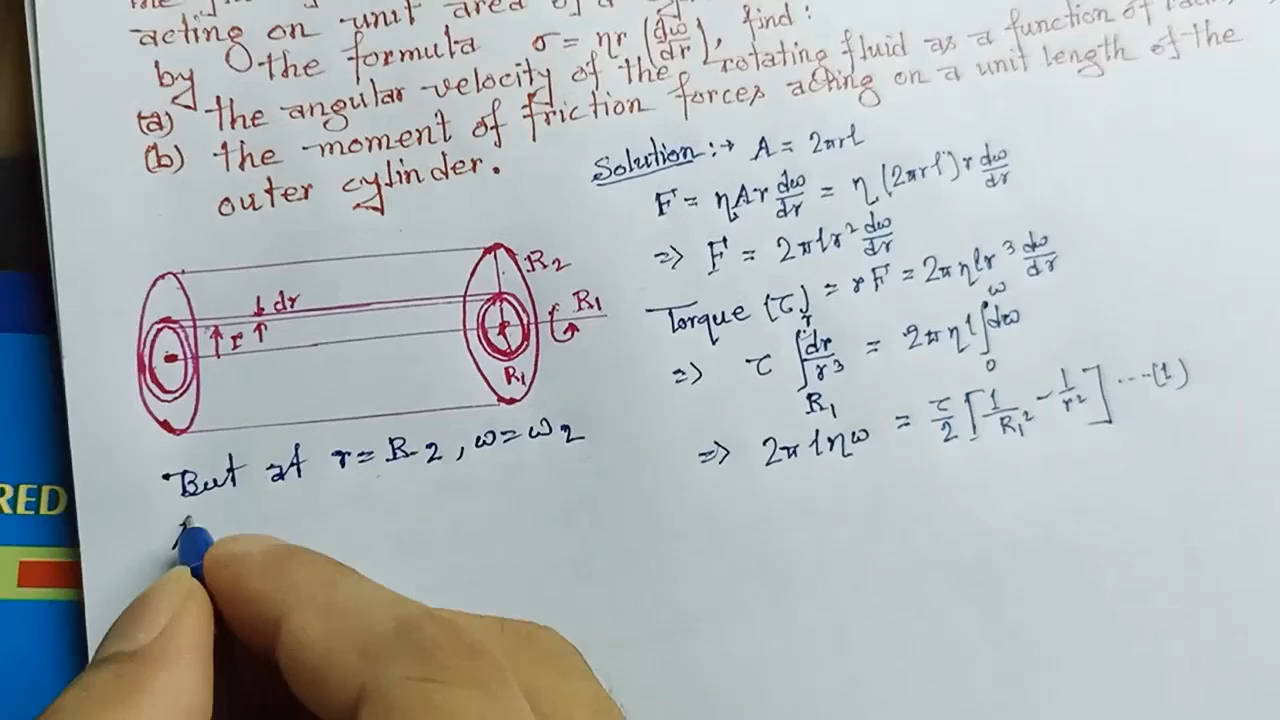 acting on unit area of a
by the formula σ = ηr (dω/dr), find:
(a) the angular velocity of the rotating fluid as a function of
(b) the moment of friction forces acting on a unit length of the
outer cylinder.
Solution :→ A = 2πrl
F = ηAr dω/dr = η (2πrl) r dω/dr
=> F = 2πlr² dω/dr
Torque (τ) = rF = 2πηlr³ dω/dr
=> τ ∫_{R₁}^{r} dr/r³ = 2πηl ∫_{0}^{ω} dω
=> 2πlηω = τ/2 [1/R₁² - 1/r²] ...(1)
R₂
dr
r
R₁
R₁
But at r = R₂, ω = ω₂
RED